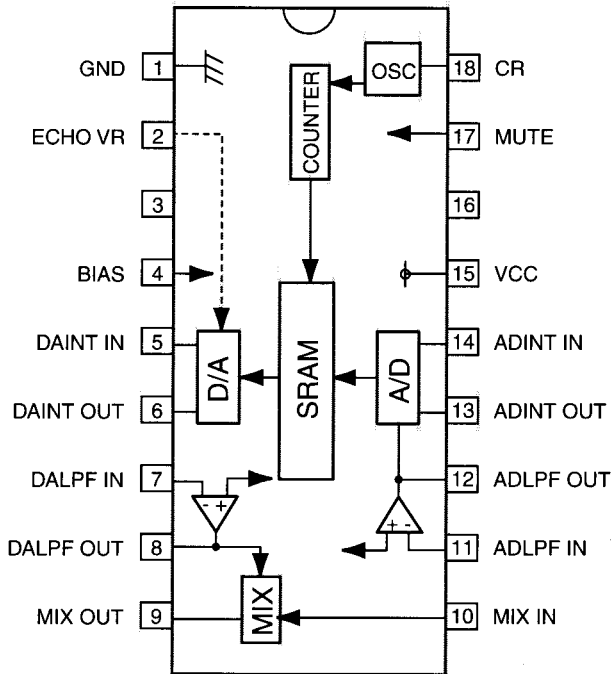 GND 1
ECHO VR 2
3
BIAS 4
DAINT IN 5
DAINT OUT 6
DALPF IN 7
DALPF OUT 8
MIX OUT 9
OSC
COUNTER
SRAM
D/A
A/D
- +
+ -
MIX
18 CR
17 MUTE
16
15 VCC
14 ADINT IN
13 ADINT OUT
12 ADLPF OUT
11 ADLPF IN
10 MIX IN